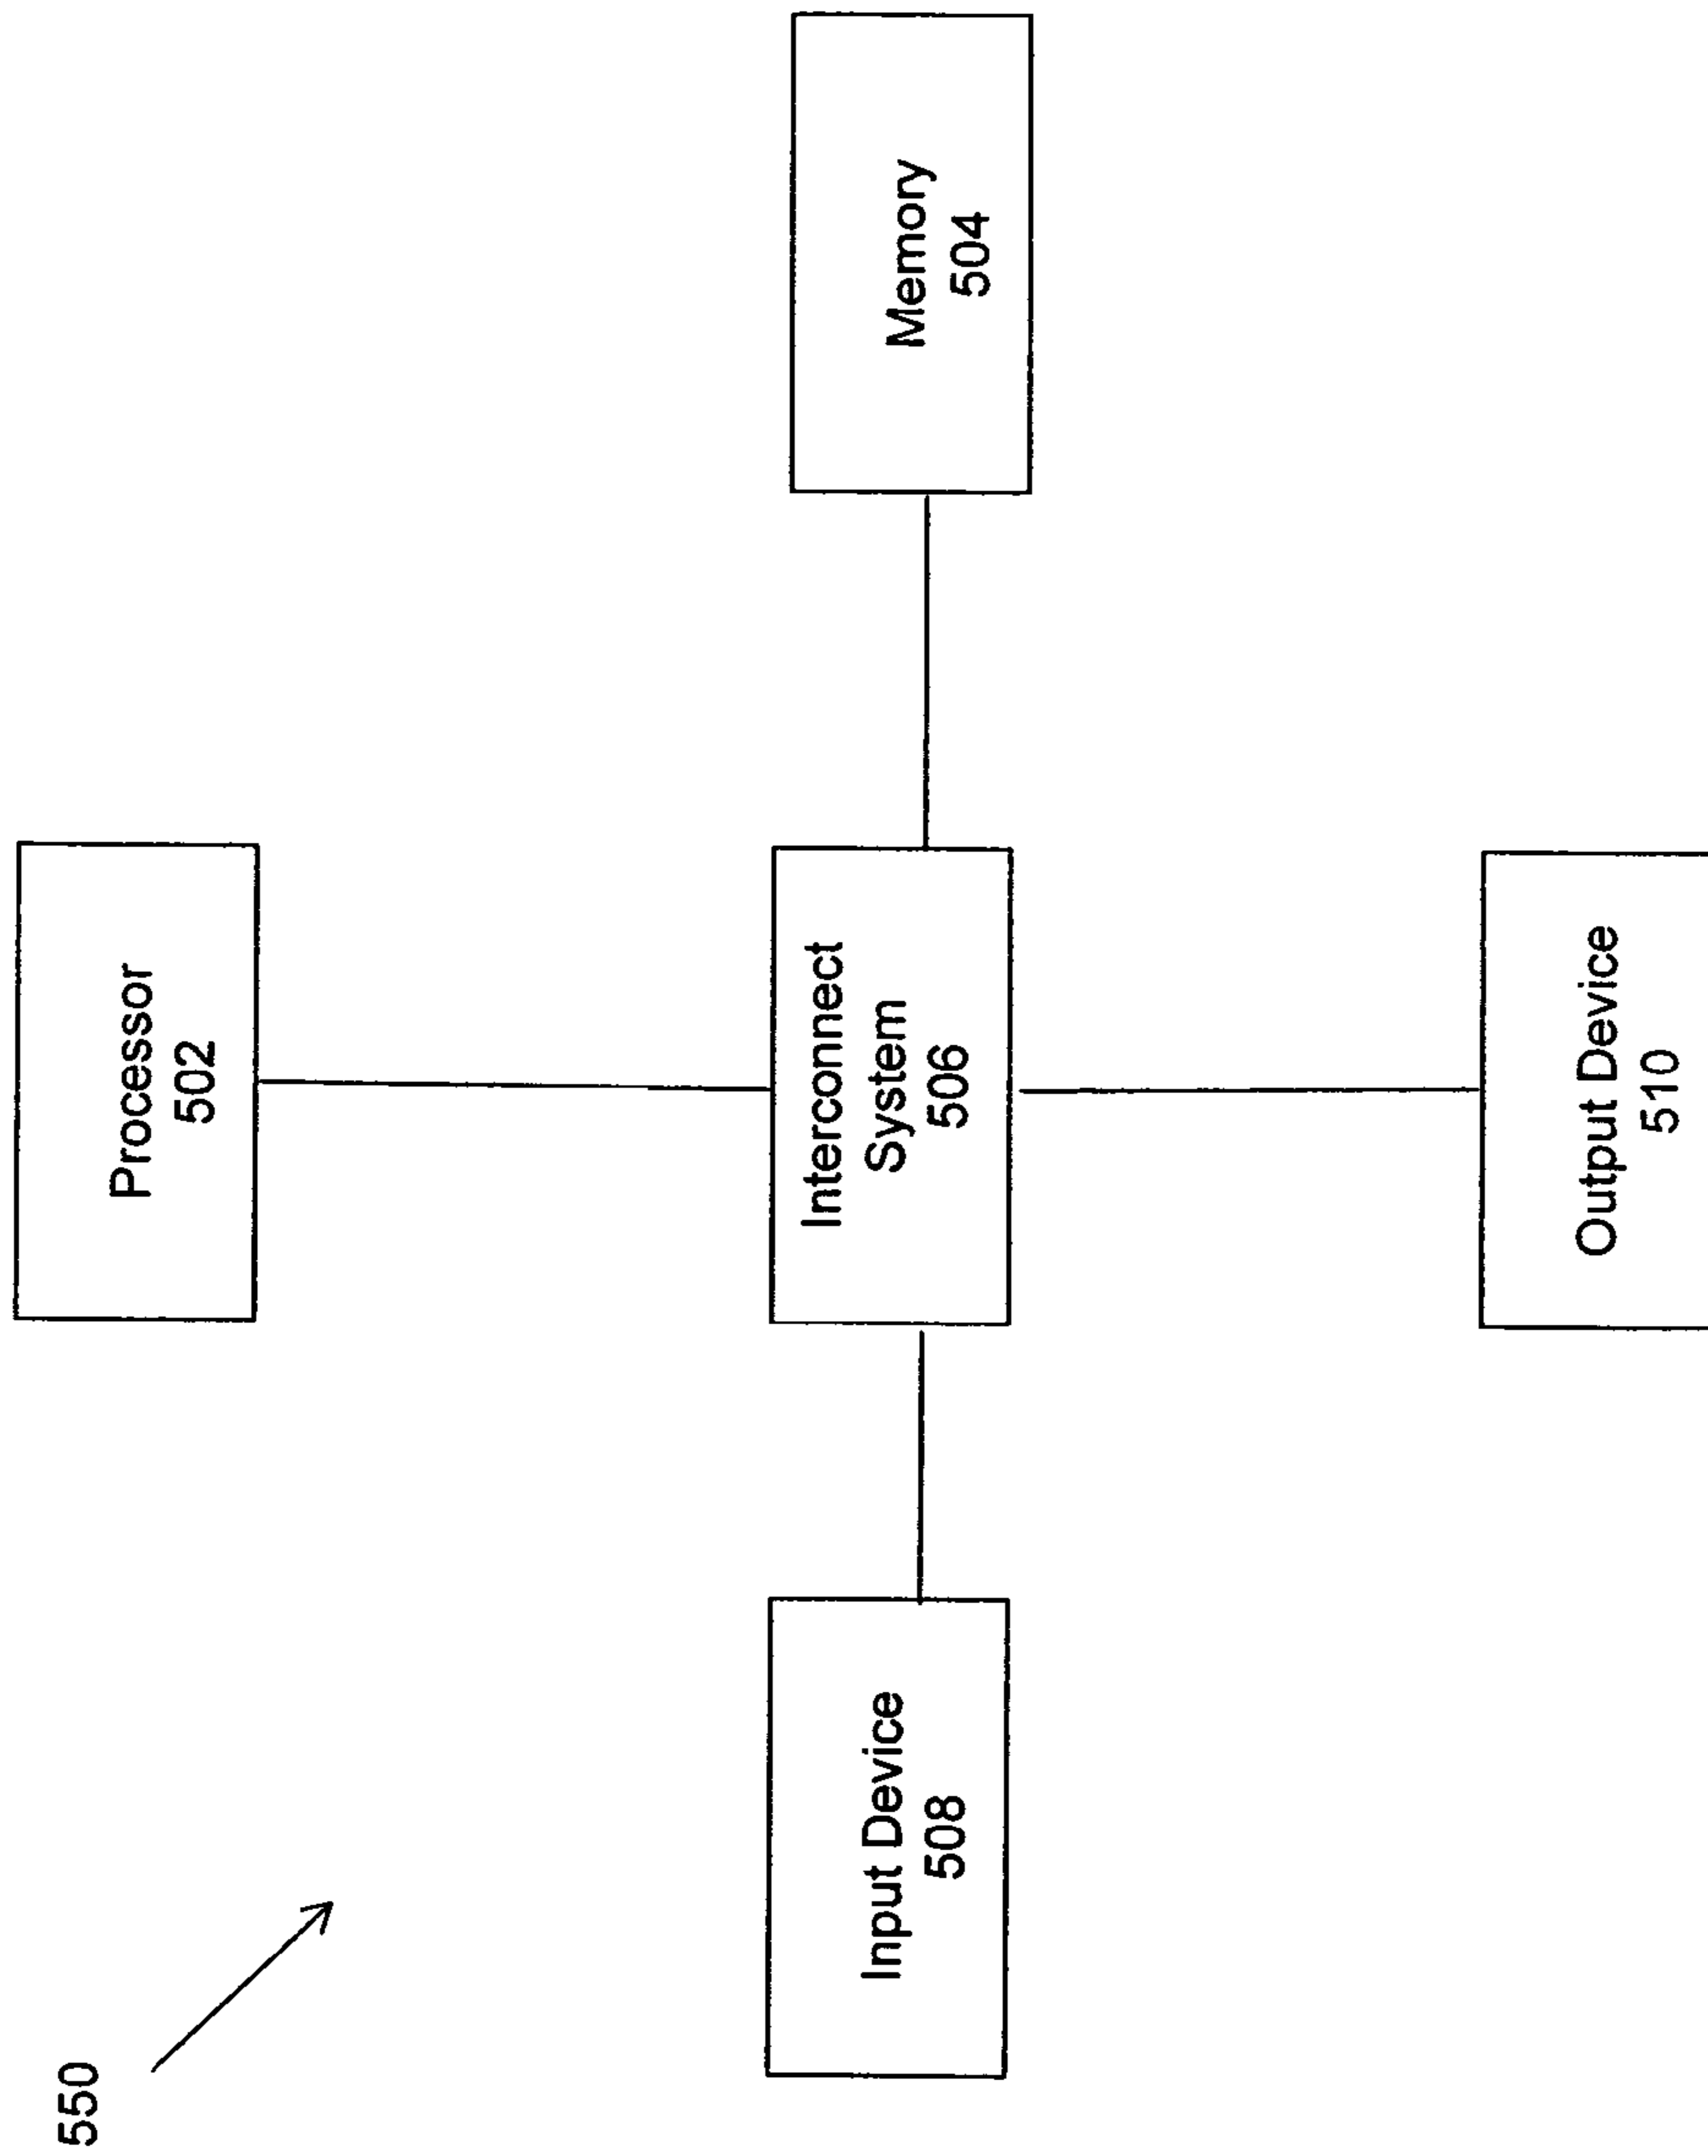 550
Processor
502
Input Device
508
Interconnect
System
506
Memory
504
Output Device
510